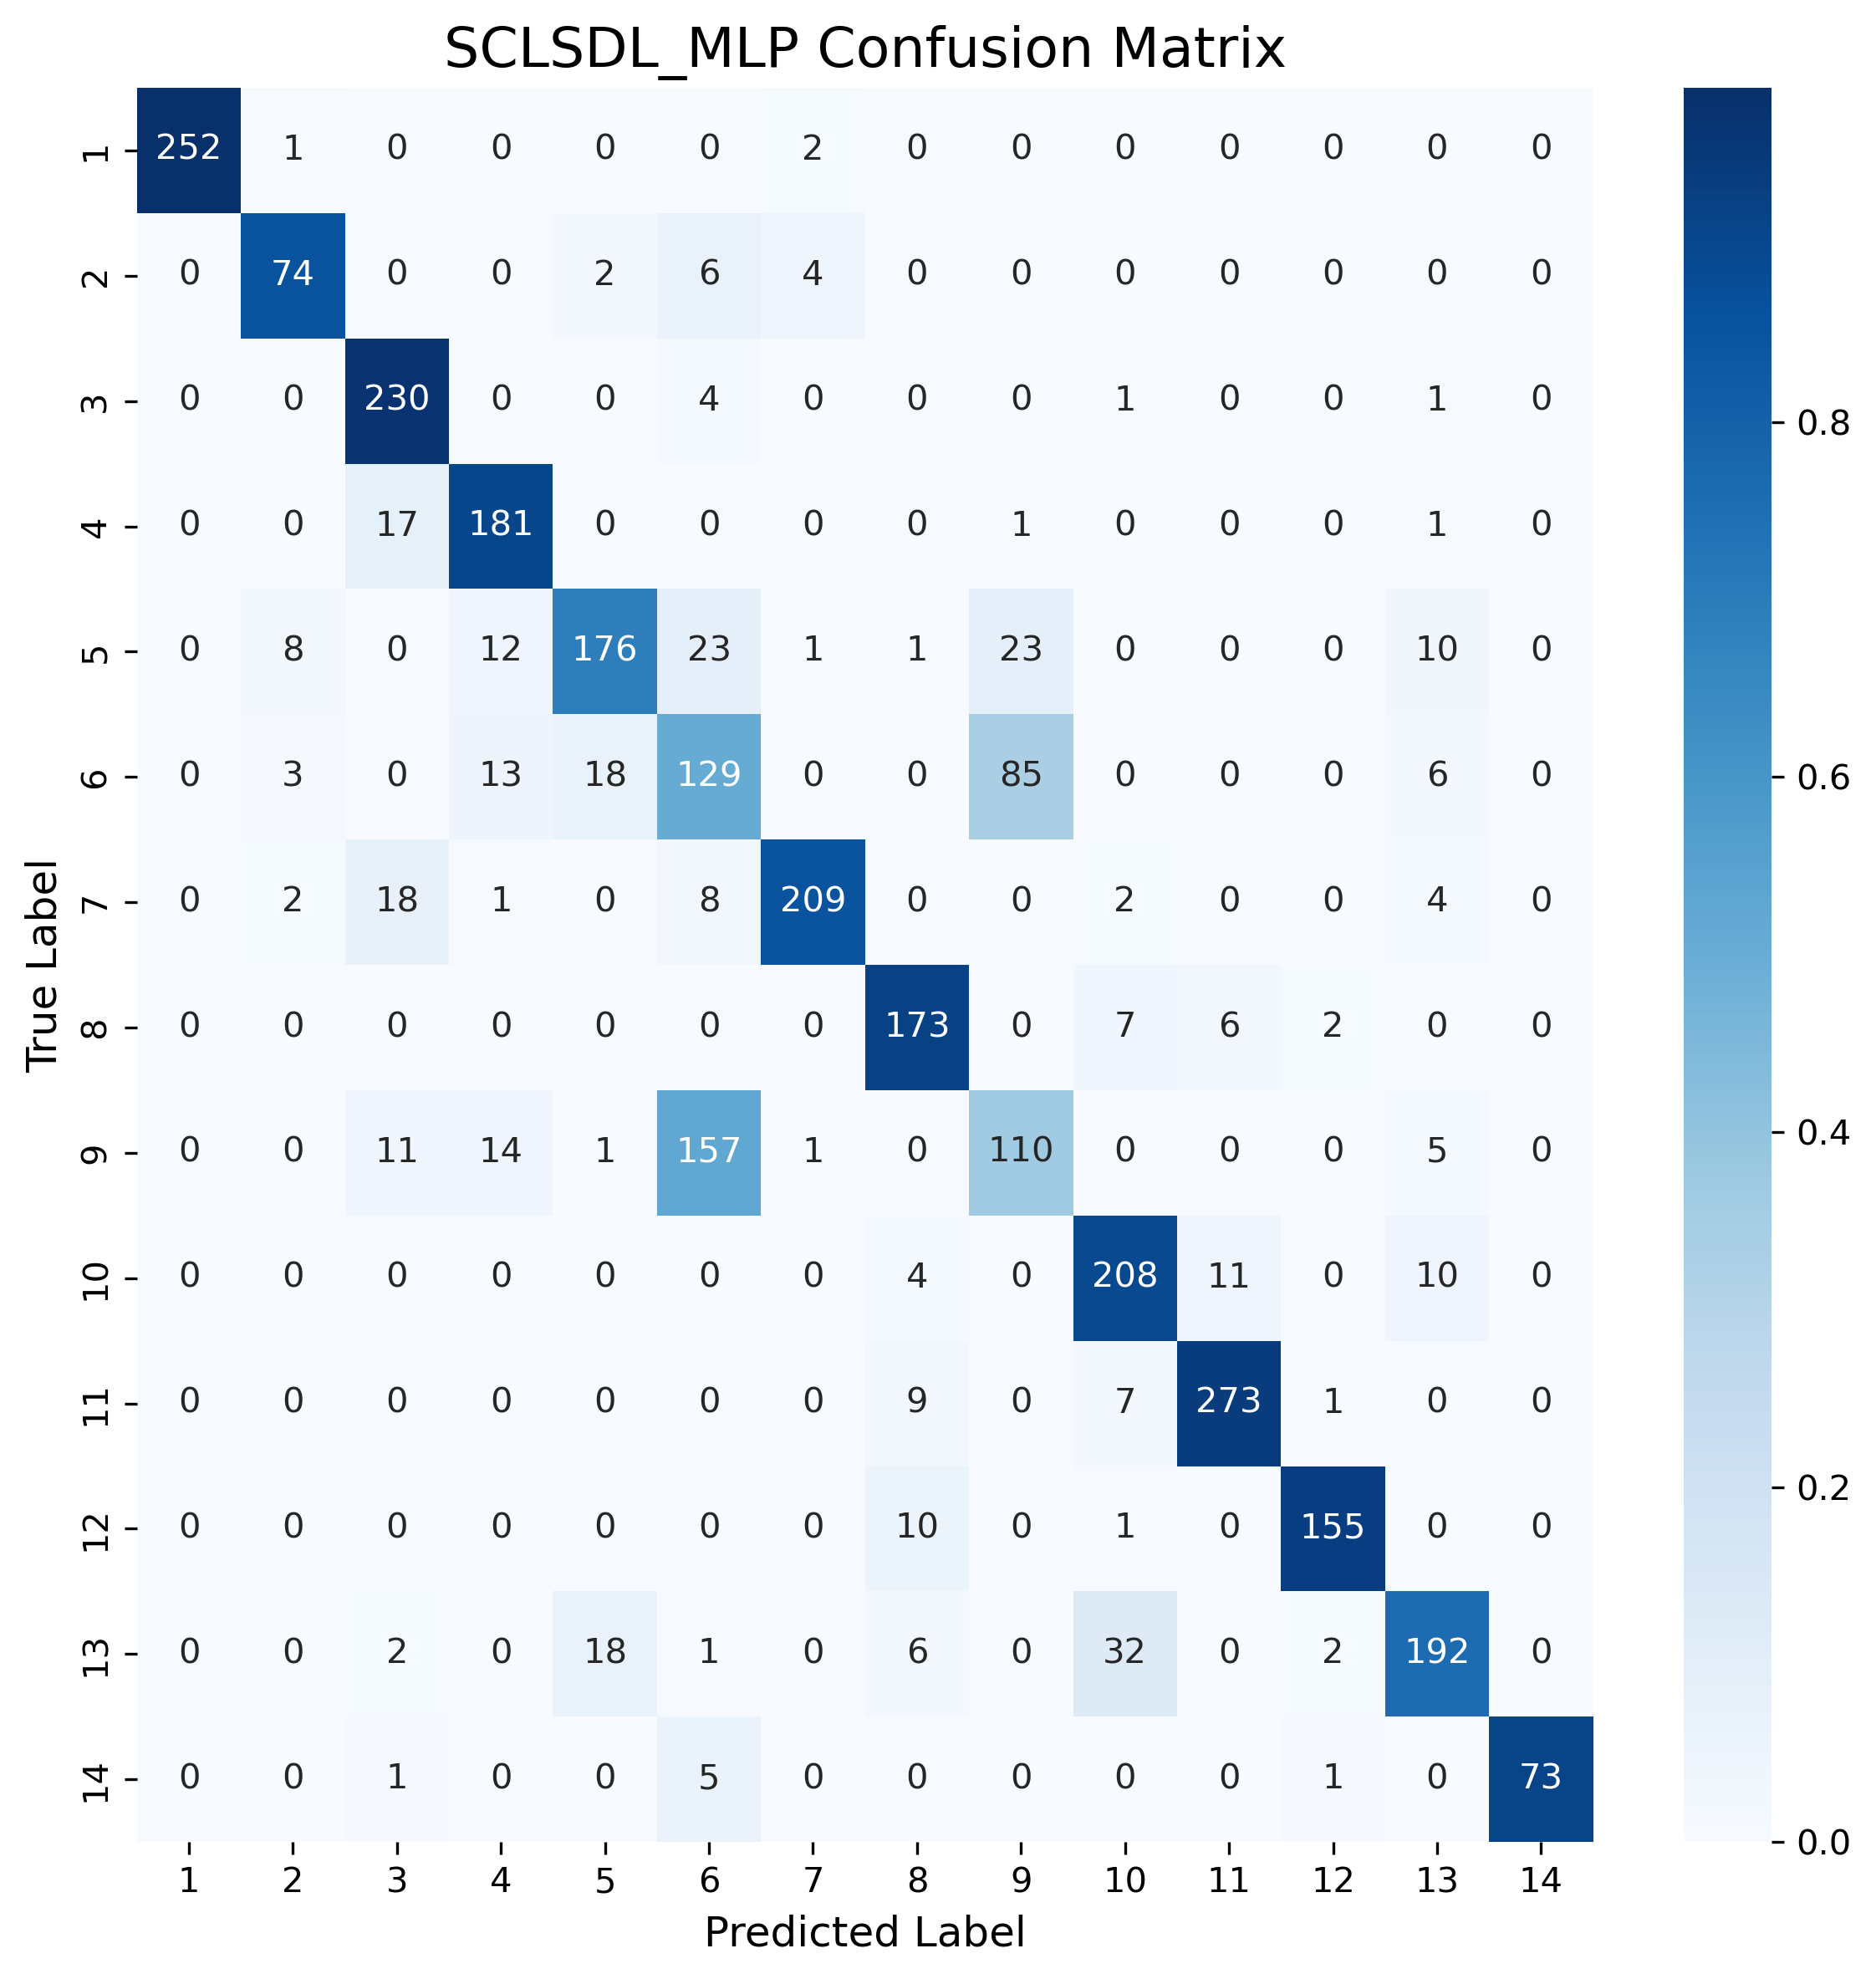 SCLSDL_MLP Confusion Matrix
1 252 1 0 0 0 0 2 0 0 0 0 0 0 0
2 0 74 0 0 2 6 4 0 0 0 0 0 0 0
3 0 0 230 0 0 4 0 0 0 1 0 0 1 0
4 0 0 17 181 0 0 0 0 1 0 0 0 1 0
5 0 8 0 12 176 23 1 1 23 0 0 0 10 0
6 0 3 0 13 18 129 0 0 85 0 0 0 6 0
7 0 2 18 1 0 8 209 0 0 2 0 0 4 0
8 0 0 0 0 0 0 0 173 0 7 6 2 0 0
9 0 0 11 14 1 157 1 0 110 0 0 0 5 0
10 0 0 0 0 0 0 0 4 0 208 11 0 10 0
11 0 0 0 0 0 0 0 9 0 7 273 1 0 0
12 0 0 0 0 0 0 0 10 0 1 0 155 0 0
13 0 0 2 0 18 1 0 6 0 32 0 2 192 0
14 0 0 1 0 0 5 0 0 0 0 0 1 0 73
1 2 3 4 5 6 7 8 9 10 11 12 13 14
Predicted Label
True Label
0.8
0.6
0.4
0.2
0.0